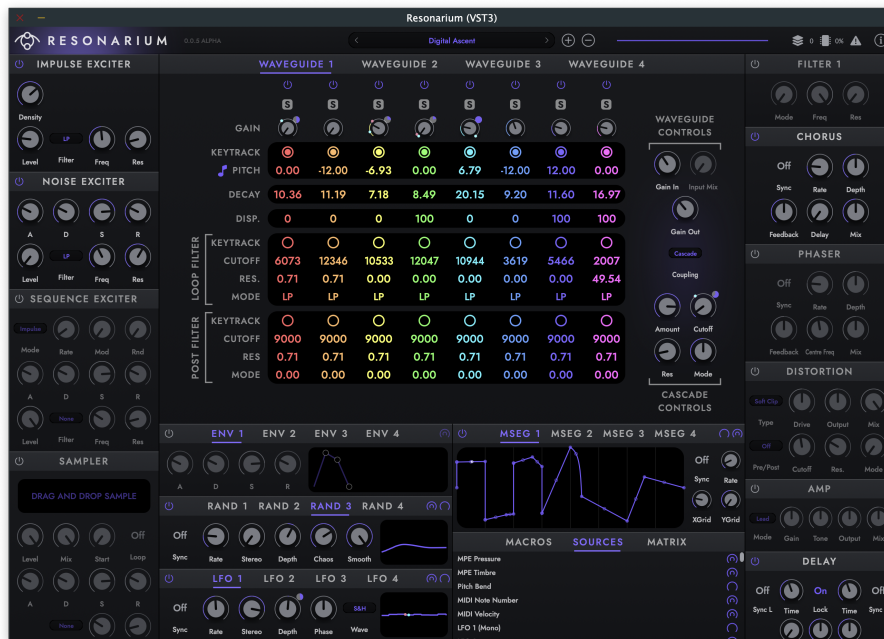 Resonarium (VST3)
RESONARIUM 0.0.5 ALPHA Digital Ascent 0 0%
IMPULSE EXCITER
Density
LP
Level Filter Freq Res
NOISE EXCITER
A D S R
LP
Level Filter Freq Res
SEQUENCE EXCITER
Impulse
Mode Rate Mod Rnd
A D S R
None
Level Filter Freq Res
SAMPLER
DRAG AND DROP SAMPLE
Off
Level Mix Start Loop
A D S R
None
WAVEGUIDE 1 WAVEGUIDE 2 WAVEGUIDE 3 WAVEGUIDE 4
S S S S S S S S
GAIN
KEYTRACK
PITCH 0.00 -12.00 -6.93 0.00 6.79 -12.00 12.00 0.00
DECAY 10.36 11.19 7.18 8.49 20.15 9.20 11.60 16.97
DISP. 0 0 0 100 0 0 100 100
LOOP FILTER
KEYTRACK
CUTOFF 6073 12346 10533 12047 10944 3619 5466 2007
RES. 0.71 0.71 0.00 0.00 0.00 0.00 0.00 49.54
MODE LP LP LP LP LP LP LP LP
POST FILTER
KEYTRACK
CUTOFF 9000 9000 9000 9000 9000 9000 9000 9000
RES 0.71 0.71 0.71 0.71 0.71 0.71 0.71 0.71
MODE 0.00 0.00 0.00 0.00 0.00 0.00 0.00 0.00
WAVEGUIDE
CONTROLS
Gain In Input Mix
Gain Out
Cascade
Coupling
Amount Cutoff
Res Mode
CASCADE
CONTROLS
ENV 1 ENV 2 ENV 3 ENV 4
A D S R
RAND 1 RAND 2 RAND 3 RAND 4
Off
Sync Rate Stereo Depth Chaos Smooth
LFO 1 LFO 2 LFO 3 LFO 4
Off S&H
Sync Rate Stereo Depth Phase Wave
MSEG 1 MSEG 2 MSEG 3 MSEG 4
Off
Sync Rate
XGrid YGrid
MACROS SOURCES MATRIX
MPE Pressure
MPE Timbre
Pitch Bend
MIDI Note Number
MIDI Velocity
LFO 1 (Mono)
FILTER 1
Mode Freq Res
CHORUS
Off
Sync Rate Depth
Feedback Delay Mix
PHASER
Off
Sync Rate Depth
Feedback Centre Freq Mix
DISTORTION
Soft Clip
Type Drive Output Mix
Off
Pre/Post Cutoff Res. Mode
AMP
Lead
Mode Gain Tone Output Mix
DELAY
Off On
Sync L Time Lock Time Sync